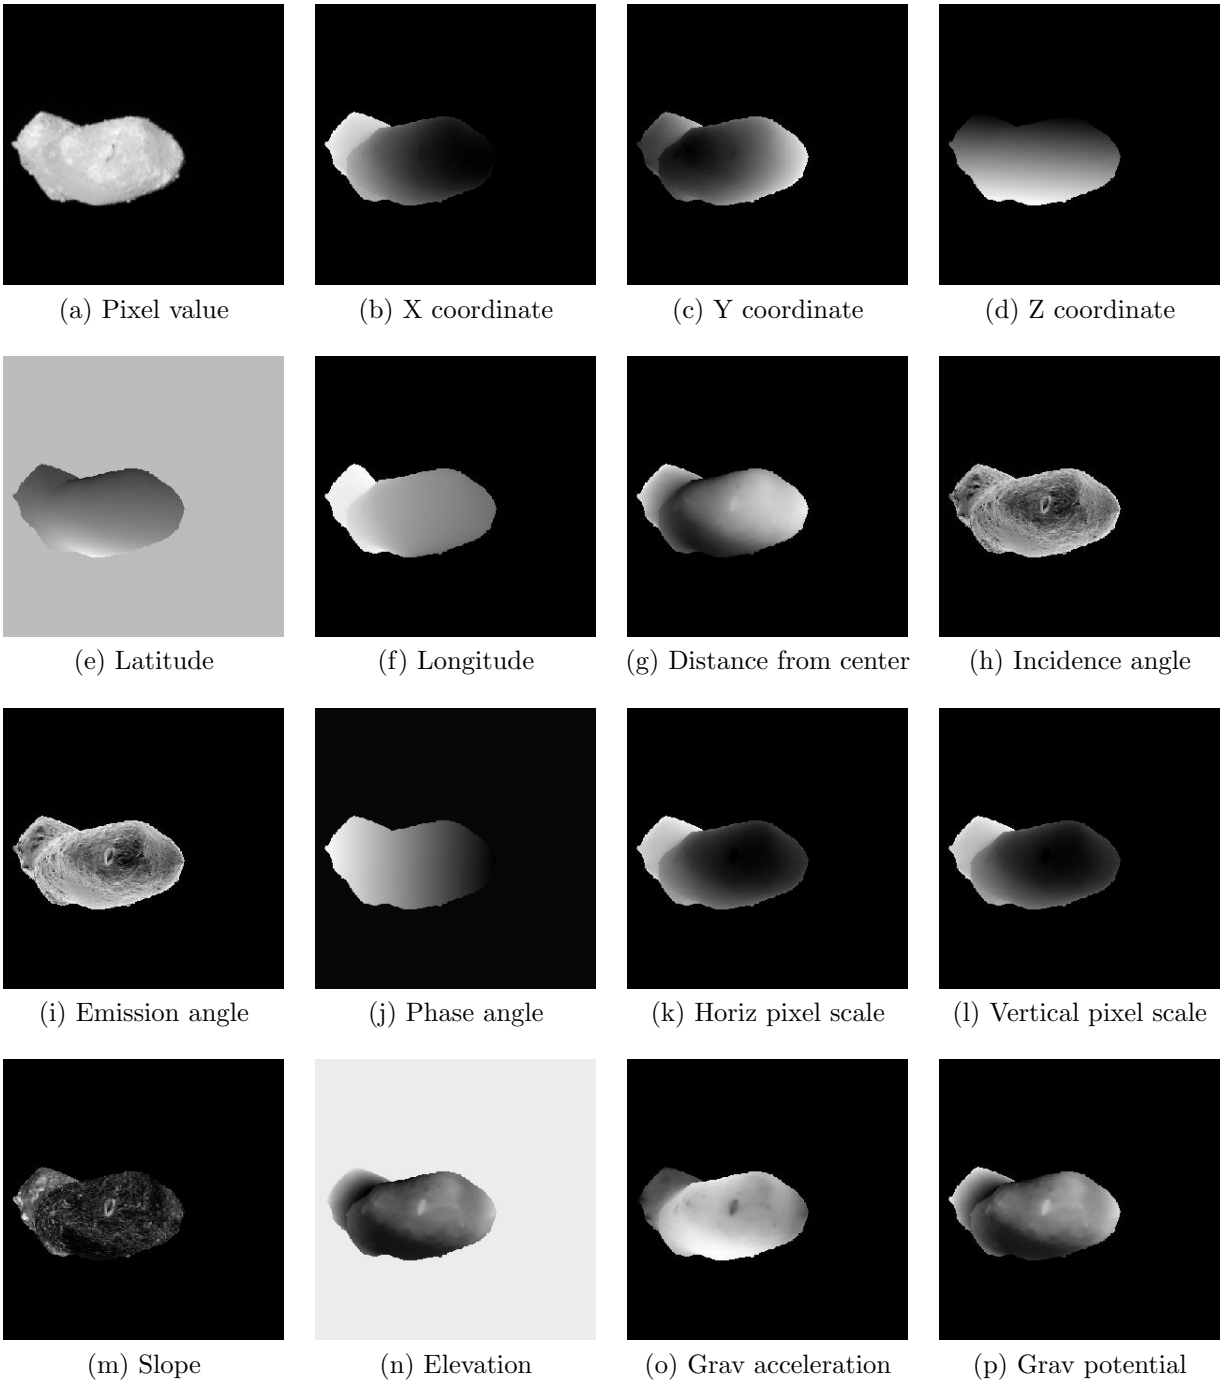 (a) Pixel value
(b) X coordinate
(c) Y coordinate
(d) Z coordinate
(e) Latitude
(f) Longitude
(g) Distance from center
(h) Incidence angle
(i) Emission angle
(j) Phase angle
(k) Horiz pixel scale
(l) Vertical pixel scale
(m) Slope
(n) Elevation
(o) Grav acceleration
(p) Grav potential